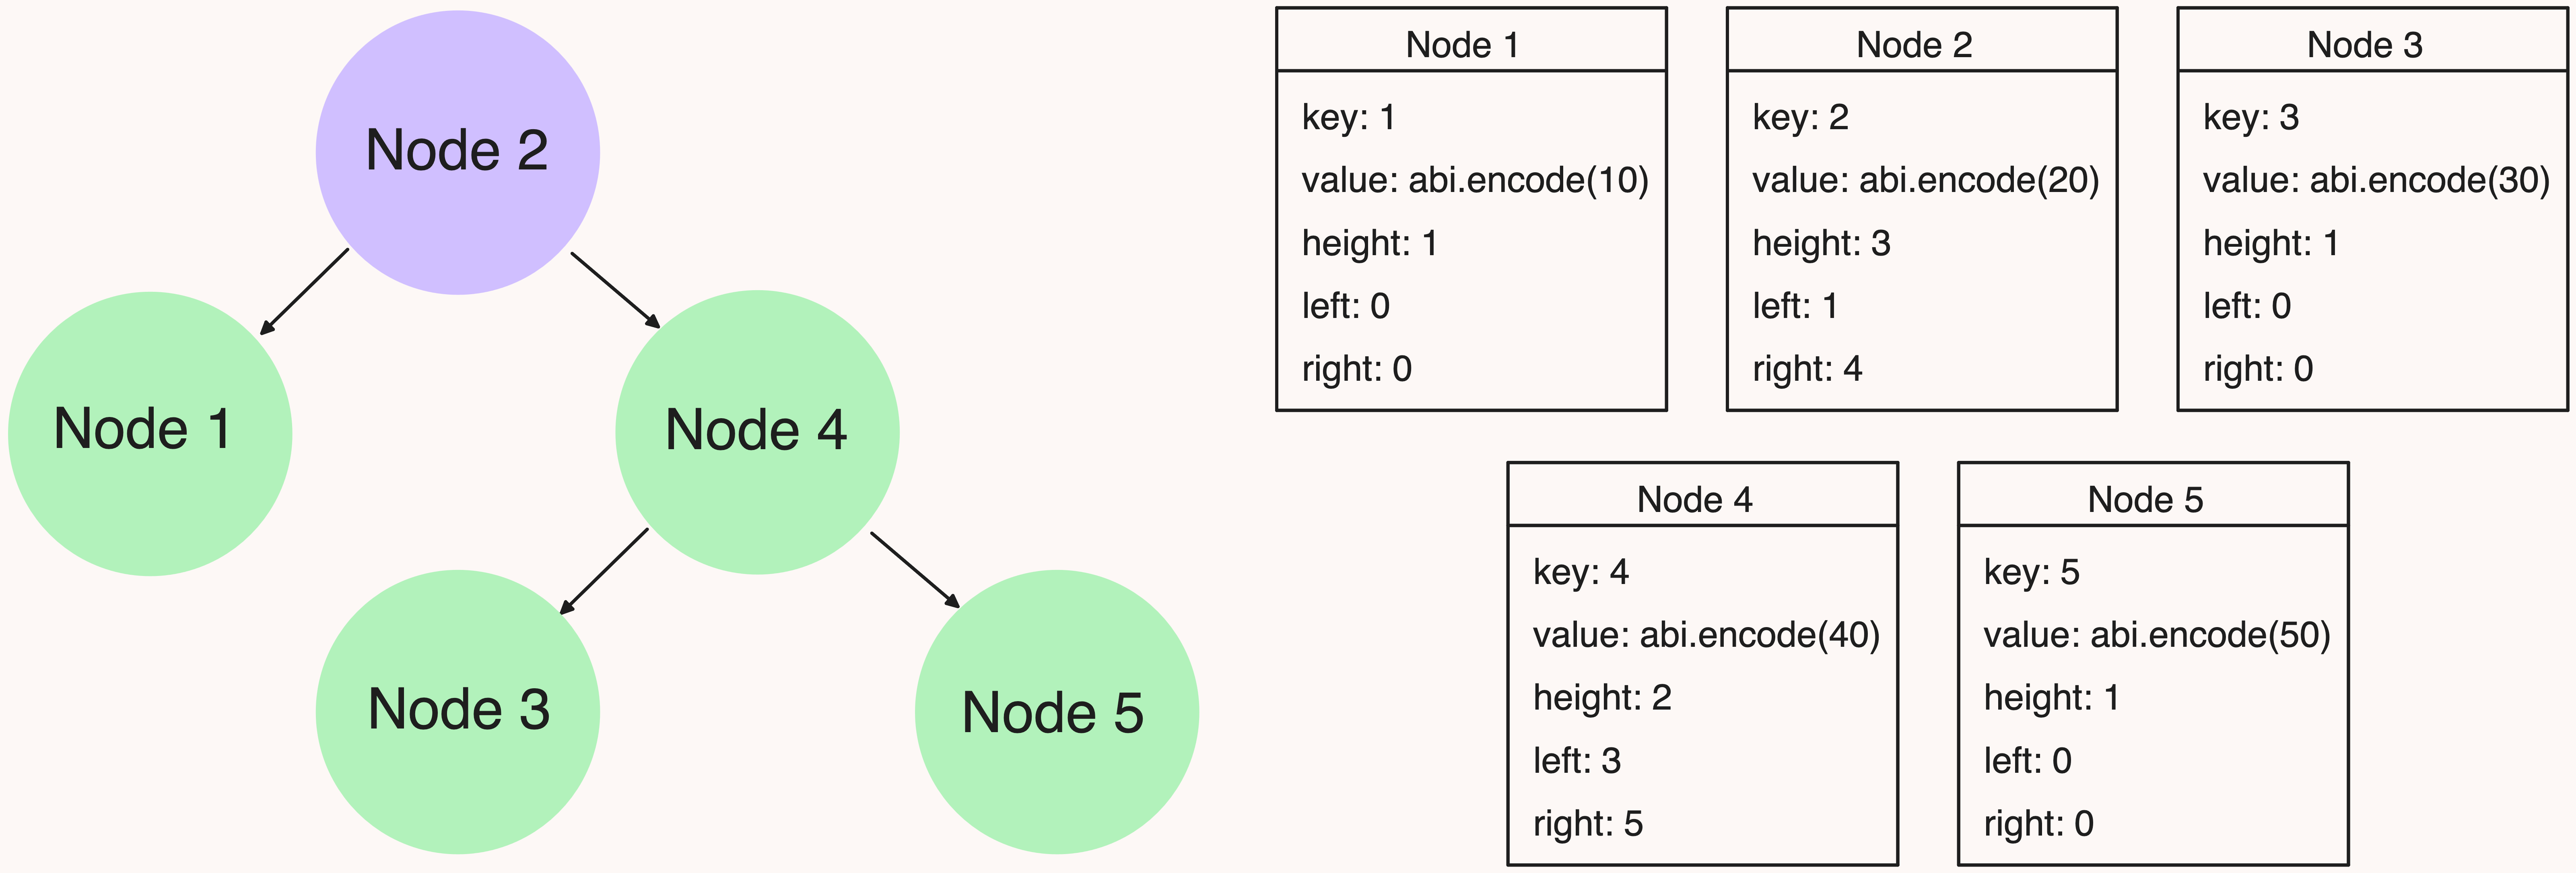 Node 2
Node 1
Node 4
Node 3
Node 5
Node 1
key: 1
value: abi.encode(10)
height: 1
left: 0
right: 0
Node 2
key: 2
value: abi.encode(20)
height: 3
left: 1
right: 4
Node 3
key: 3
value: abi.encode(30)
height: 1
left: 0
right: 0
Node 4
key: 4
value: abi.encode(40)
height: 2
left: 3
right: 5
Node 5
key: 5
value: abi.encode(50)
height: 1
left: 0
right: 0